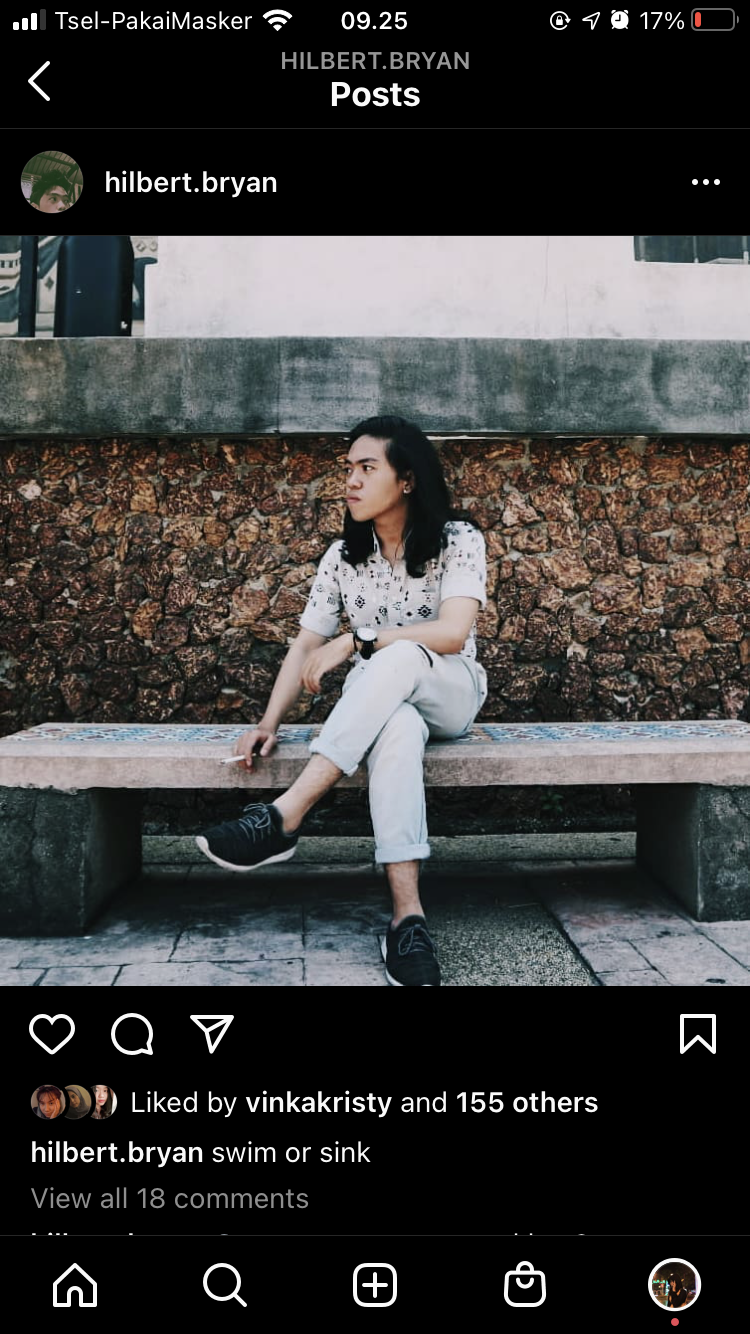 Tsel-PakaiMasker 09.25 17%
HILBERT.BRYAN
Posts
hilbert.bryan
Liked by vinkakristy and 155 others
hilbert.bryan swim or sink
View all 18 comments